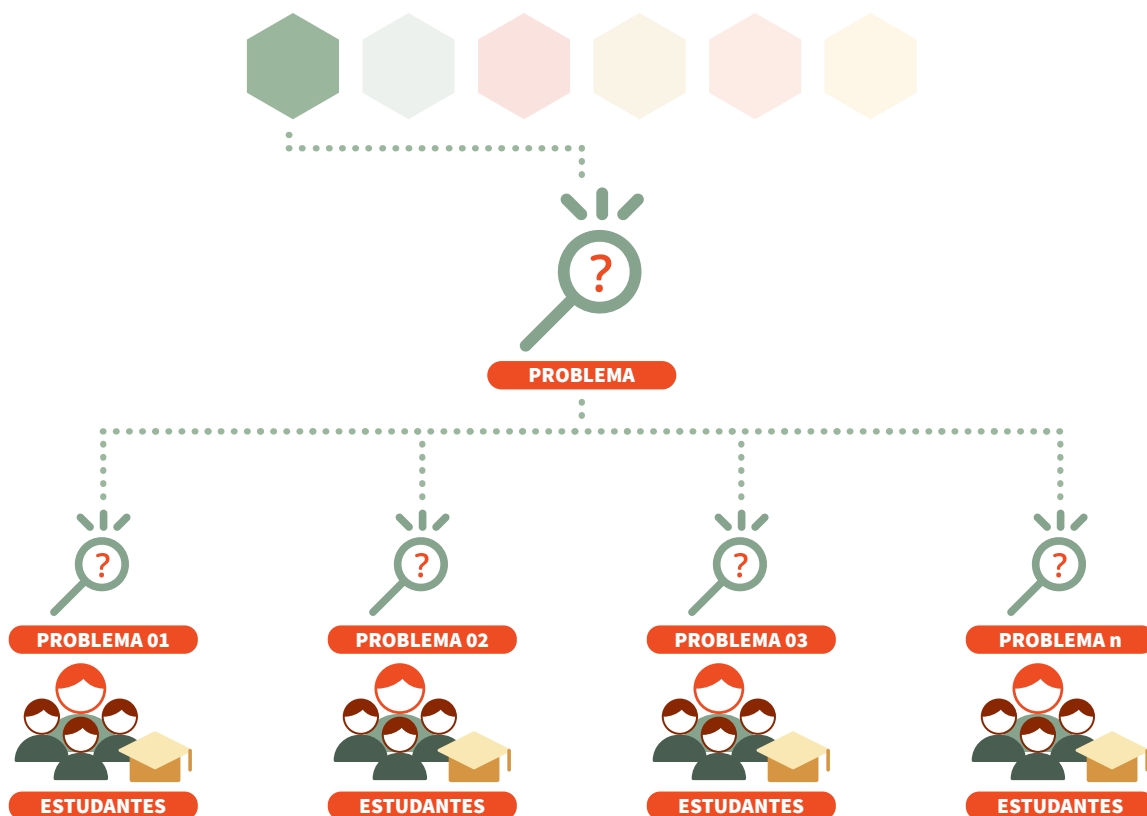 ?
PROBLEMA
? ? ? ?
PROBLEMA 01 PROBLEMA 02 PROBLEMA 03 PROBLEMA n
ESTUDANTES ESTUDANTES ESTUDANTES ESTUDANTES